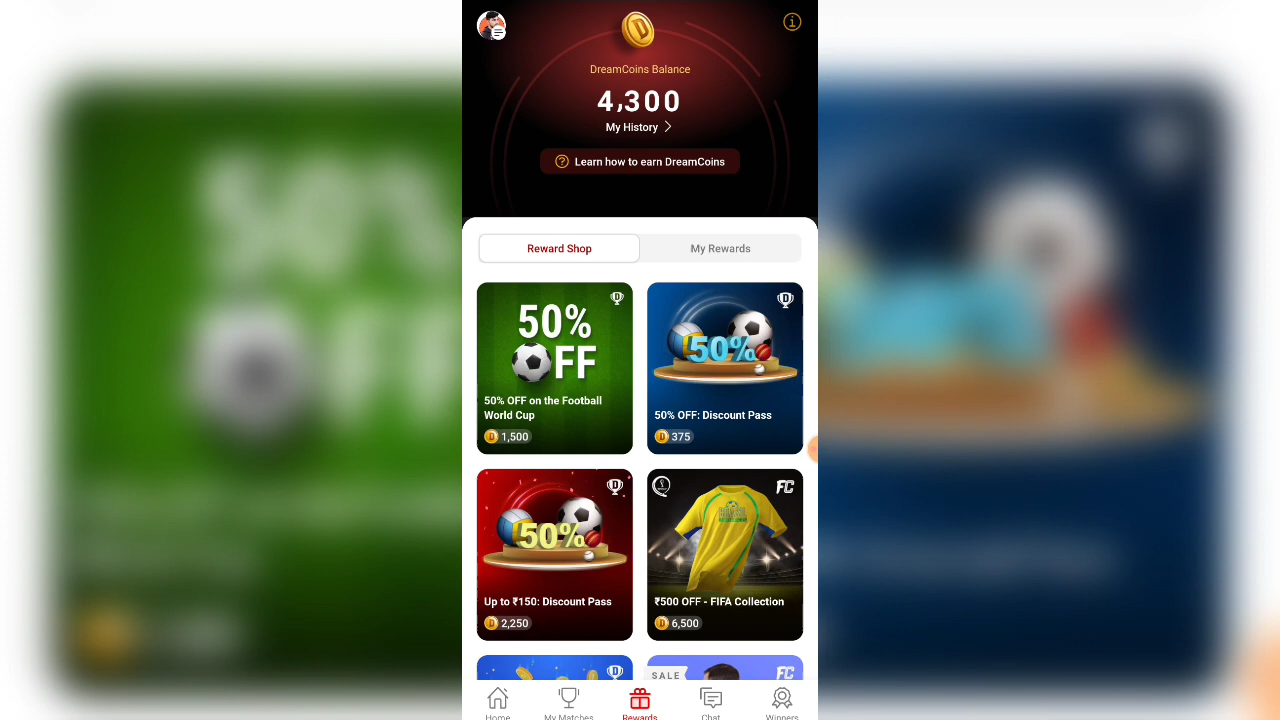 DreamCoins Balance
4,300
My History
Learn how to earn DreamCoins
Reward Shop
My Rewards
50%
OFF
50% OFF on the Football
World Cup
1,500
50%
50% OFF: Discount Pass
375
50%
Up to ₹150: Discount Pass
2,250
FC
₹500 OFF - FIFA Collection
6,500
SALE
FC
Home
My Matches
Rewards
Chat
Winners